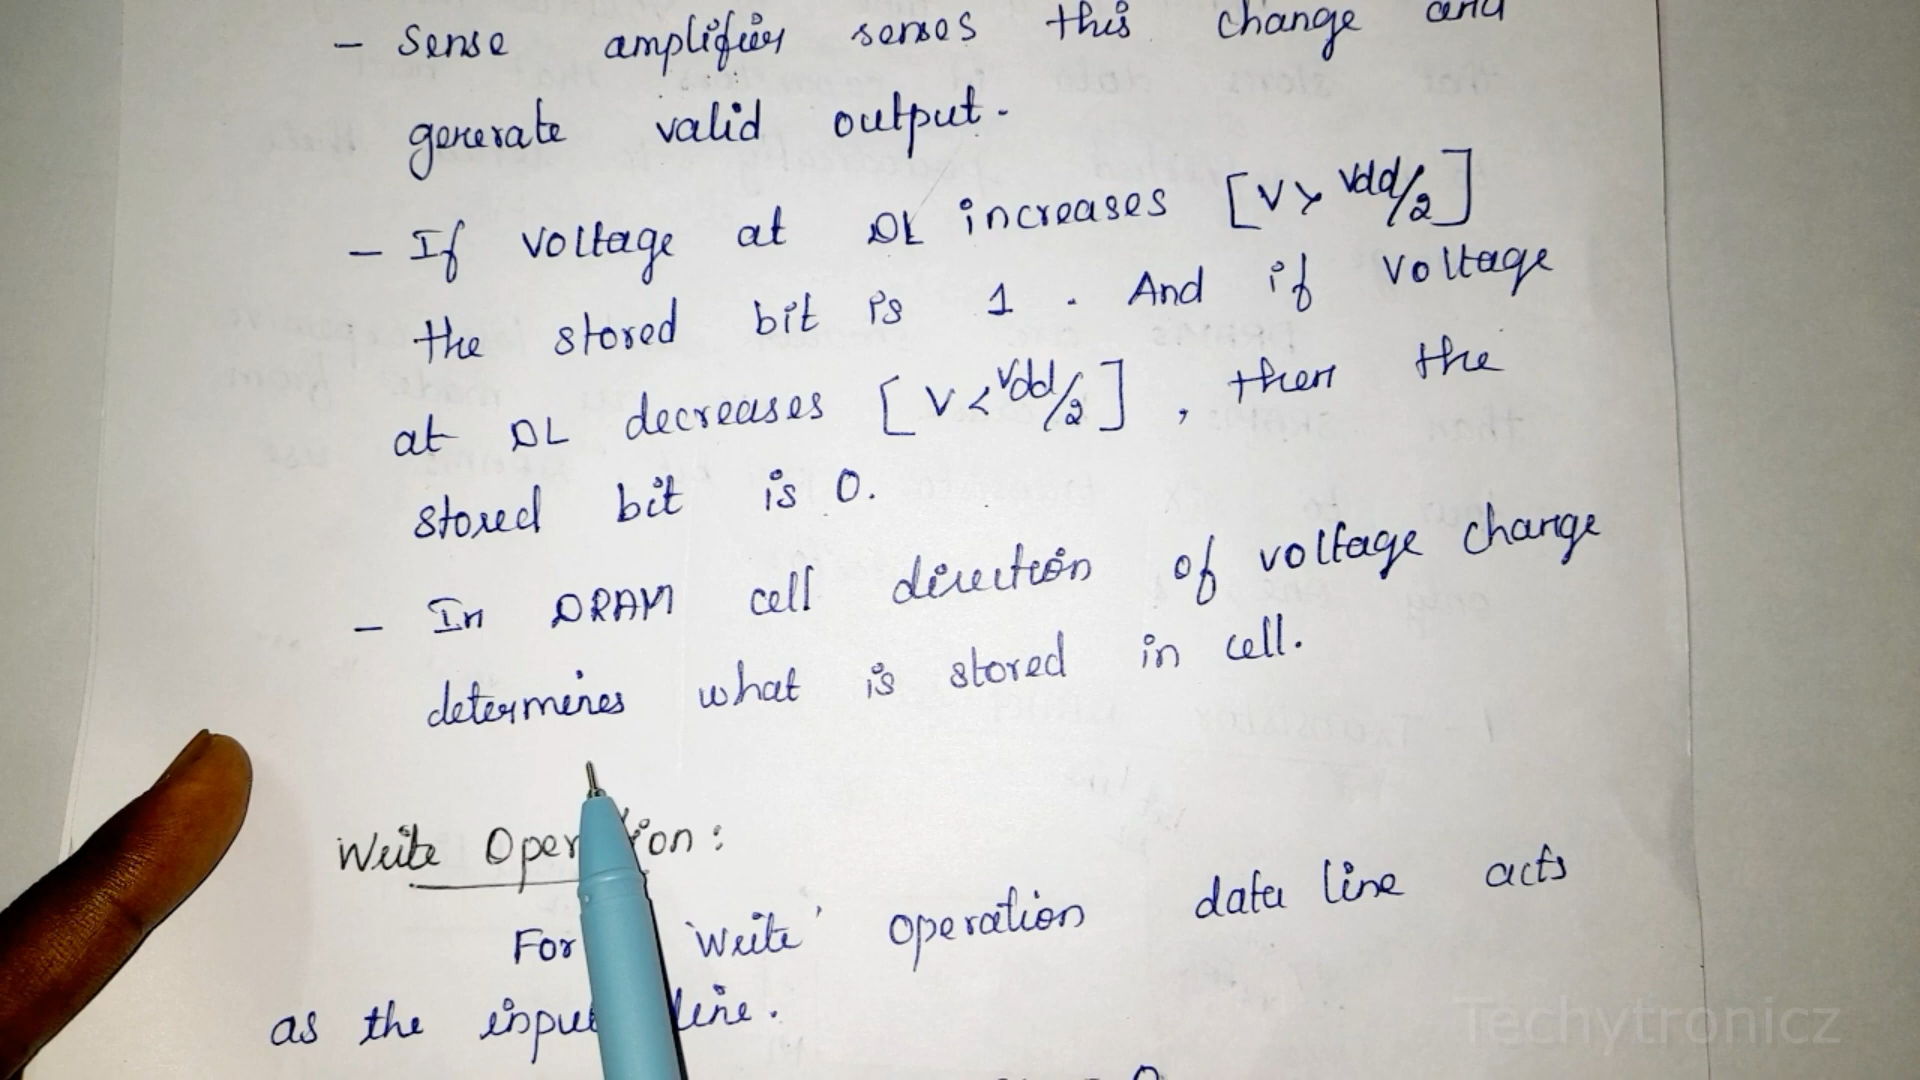 - Sense amplifier senses this change and
generate valid output.
- If voltage at DL increases [V > Vdd/2]
the stored bit is 1. And if voltage
at DL decreases [V < Vdd/2], then the
stored bit is 0.
- In DRAM cell direction of voltage change
determines what is stored in cell.
Write Operation:
For 'Write' operation data line acts
as the input line.
Techytronicz